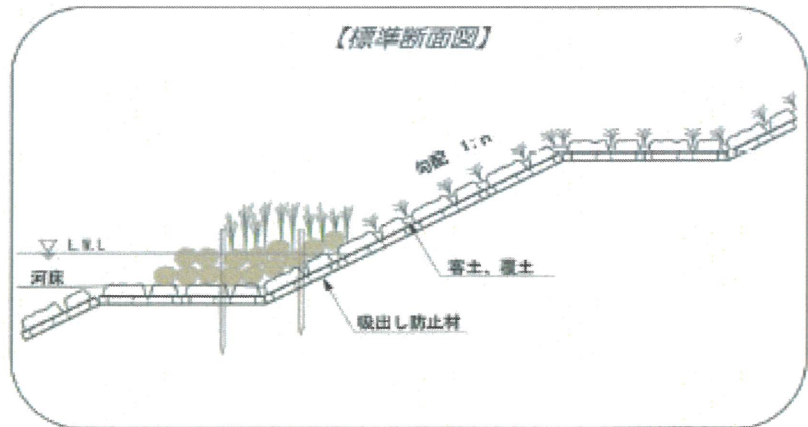 【標準断面図】
勾配 1:n
L.W.L
河床
客土、覆土
吸出し防止材